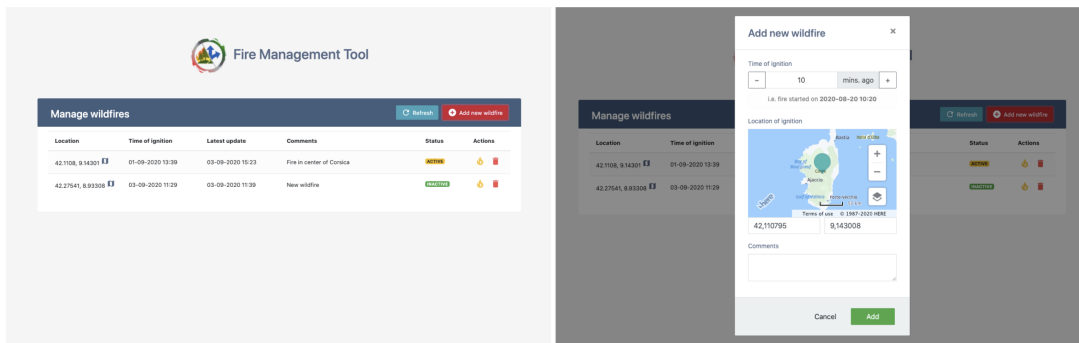 Fire Management Tool
Manage wildfires
Refresh
Add new wildfire
Location Time of ignition Latest update Comments Status Actions
42.1108, 9.14301 01-09-2020 13:39 03-09-2020 15:23 Fire in center of Corsica ACTIVE
42.27541, 8.93308 03-09-2020 11:29 03-09-2020 11:39 New wildfire INACTIVE
Manage wildfires
Refresh
Add new wildfire
Location Time of ignition Status Actions
42.1108, 9.14301 01-09-2020 13:39 ACTIVE
42.27541, 8.93308 03-09-2020 11:29 INACTIVE
Add new wildfire ×
Time of ignition
− 10 mins. ago +
i.e. fire started on 2020-08-20 10:20
Location of ignition
Bastia
Ajaccio
Porto-Vecchio
+
−
here
Terms of use © 1987-2020 HERE
42,110795 9,143008
Comments
Cancel Add